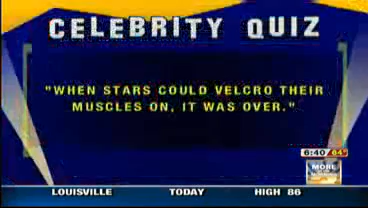 CELEBRITY QUIZ
"WHEN STARS COULD VELCRO THEIR
MUSCLES ON, IT WAS OVER."
6:40 64°
MORE
LOUISVILLE TODAY HIGH 86